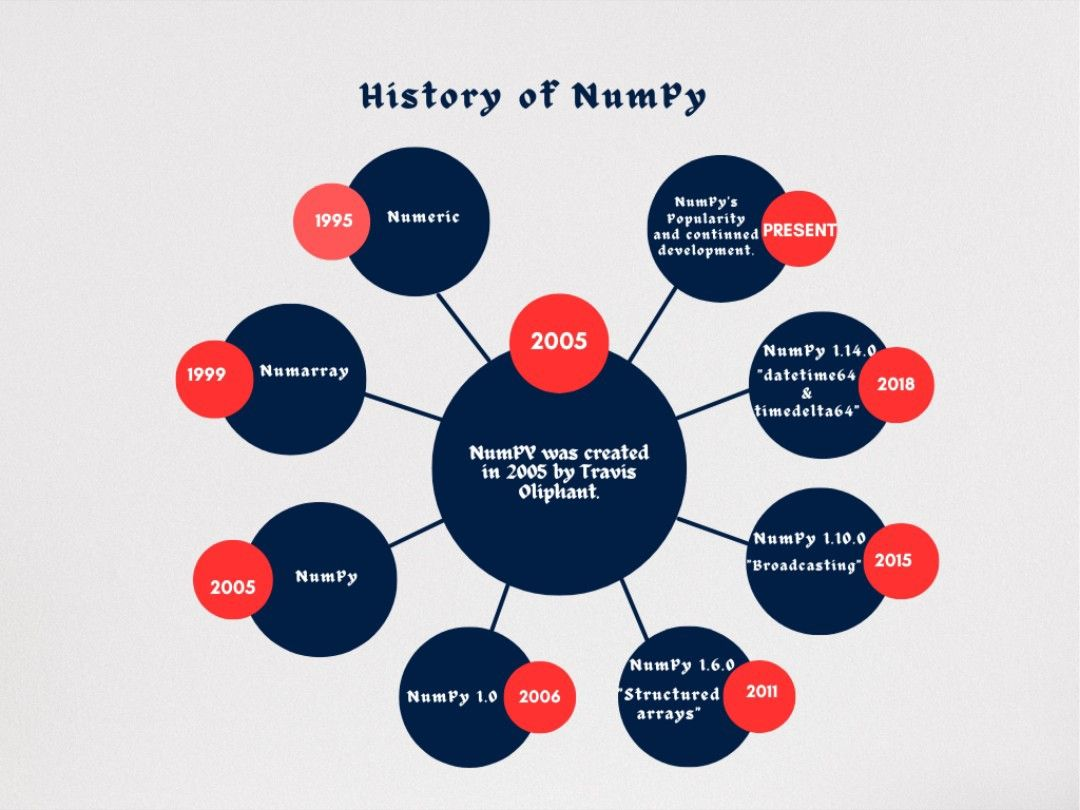 History of NumPy
1995
Numeric
NumPy's
Popularity
and continned
development.
PRESENT
2005
NumPY was created
in 2005 by Travis
Oliphant.
1999
Numarray
NumPy 1.14.0
"datetime64
&
timedelta64"
2018
2005
NumPy
NumPy 1.10.0
"Broadcasting"
2015
NumPy 1.0
2006
NumPy 1.6.0
"Structured
arrays"
2011